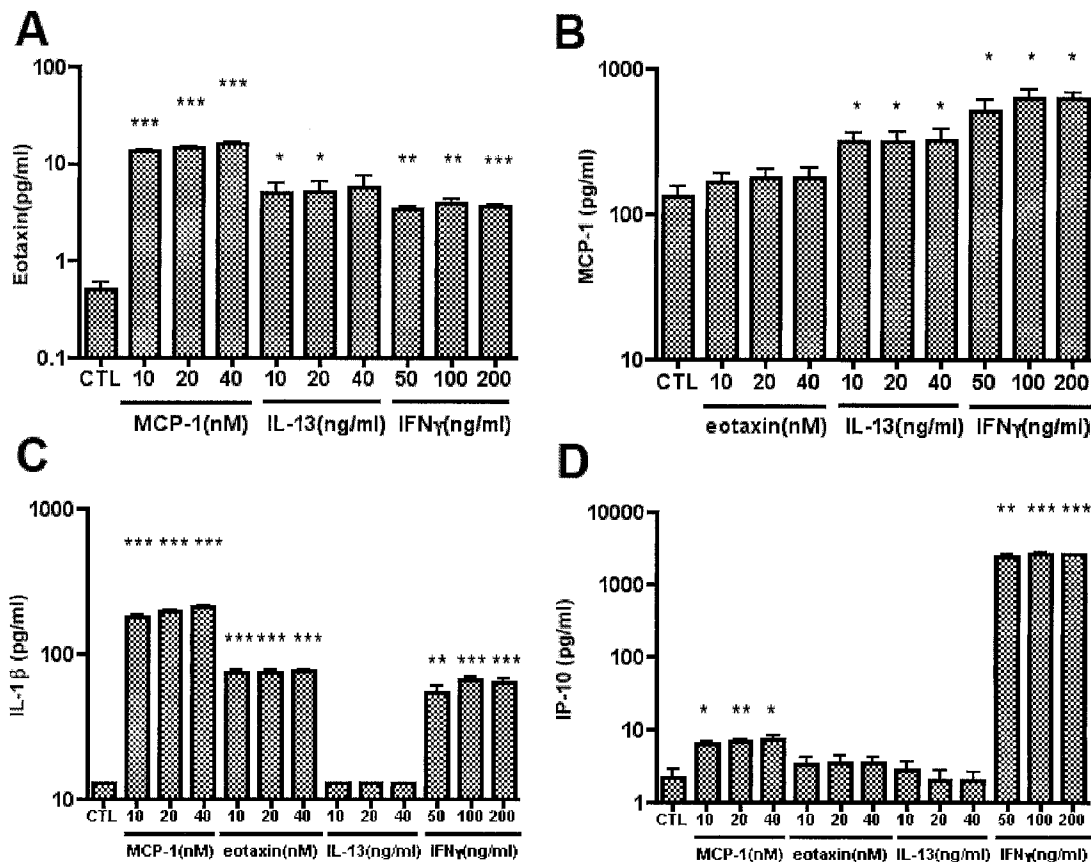 A
Eotaxin(pg/ml)
100
10
1
0.1
*** *** *** * * ** ** ***
CTL 10 20 40 10 20 40 50 100 200
MCP-1(nM) IL-13(ng/ml) IFNγ(ng/ml)
B
MCP-1 (pg/ml)
1000
100
10
* * * * * *
CTL 10 20 40 10 20 40 50 100 200
eotaxin(nM) IL-13(ng/ml) IFNγ(ng/ml)
C
IL-1 β (pg/ml)
1000
100
10
*** *** *** *** *** *** ** *** ***
CTL 10 20 40 10 20 40 10 20 40 50 100 200
MCP-1(nM) eotaxin(nM) IL-13(ng/ml) IFNγ(ng/ml)
D
IP-10 (pg/ml)
10000
1000
100
10
1
* ** * ** *** ***
CTL 10 20 40 10 20 40 10 20 40 50 100 200
MCP-1(nM) eotaxin(nM) IL-13(ng/ml) IFNγ(ng/ml)